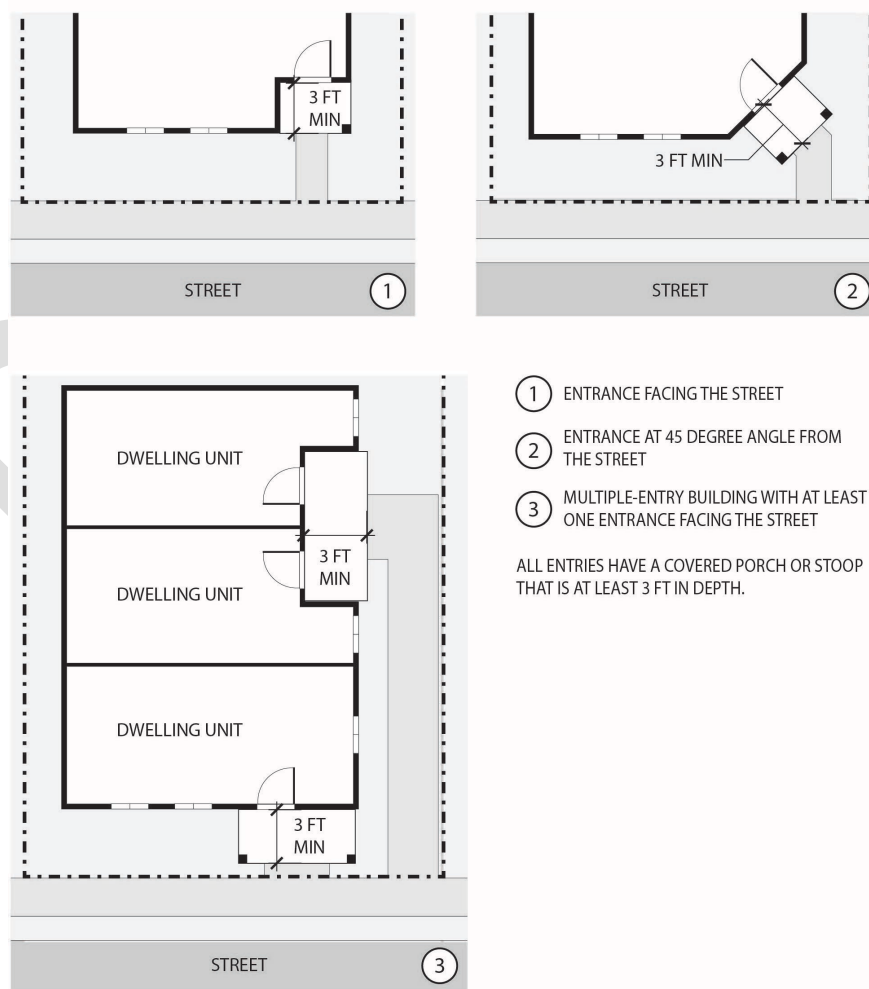 3 FT
MIN
STREET
1
3 FT MIN
STREET
2
DWELLING UNIT
DWELLING UNIT
3 FT
MIN
DWELLING UNIT
3 FT
MIN
STREET
3
1 ENTRANCE FACING THE STREET
2 ENTRANCE AT 45 DEGREE ANGLE FROM
THE STREET
3 MULTIPLE-ENTRY BUILDING WITH AT LEAST
ONE ENTRANCE FACING THE STREET
ALL ENTRIES HAVE A COVERED PORCH OR STOOP
THAT IS AT LEAST 3 FT IN DEPTH.